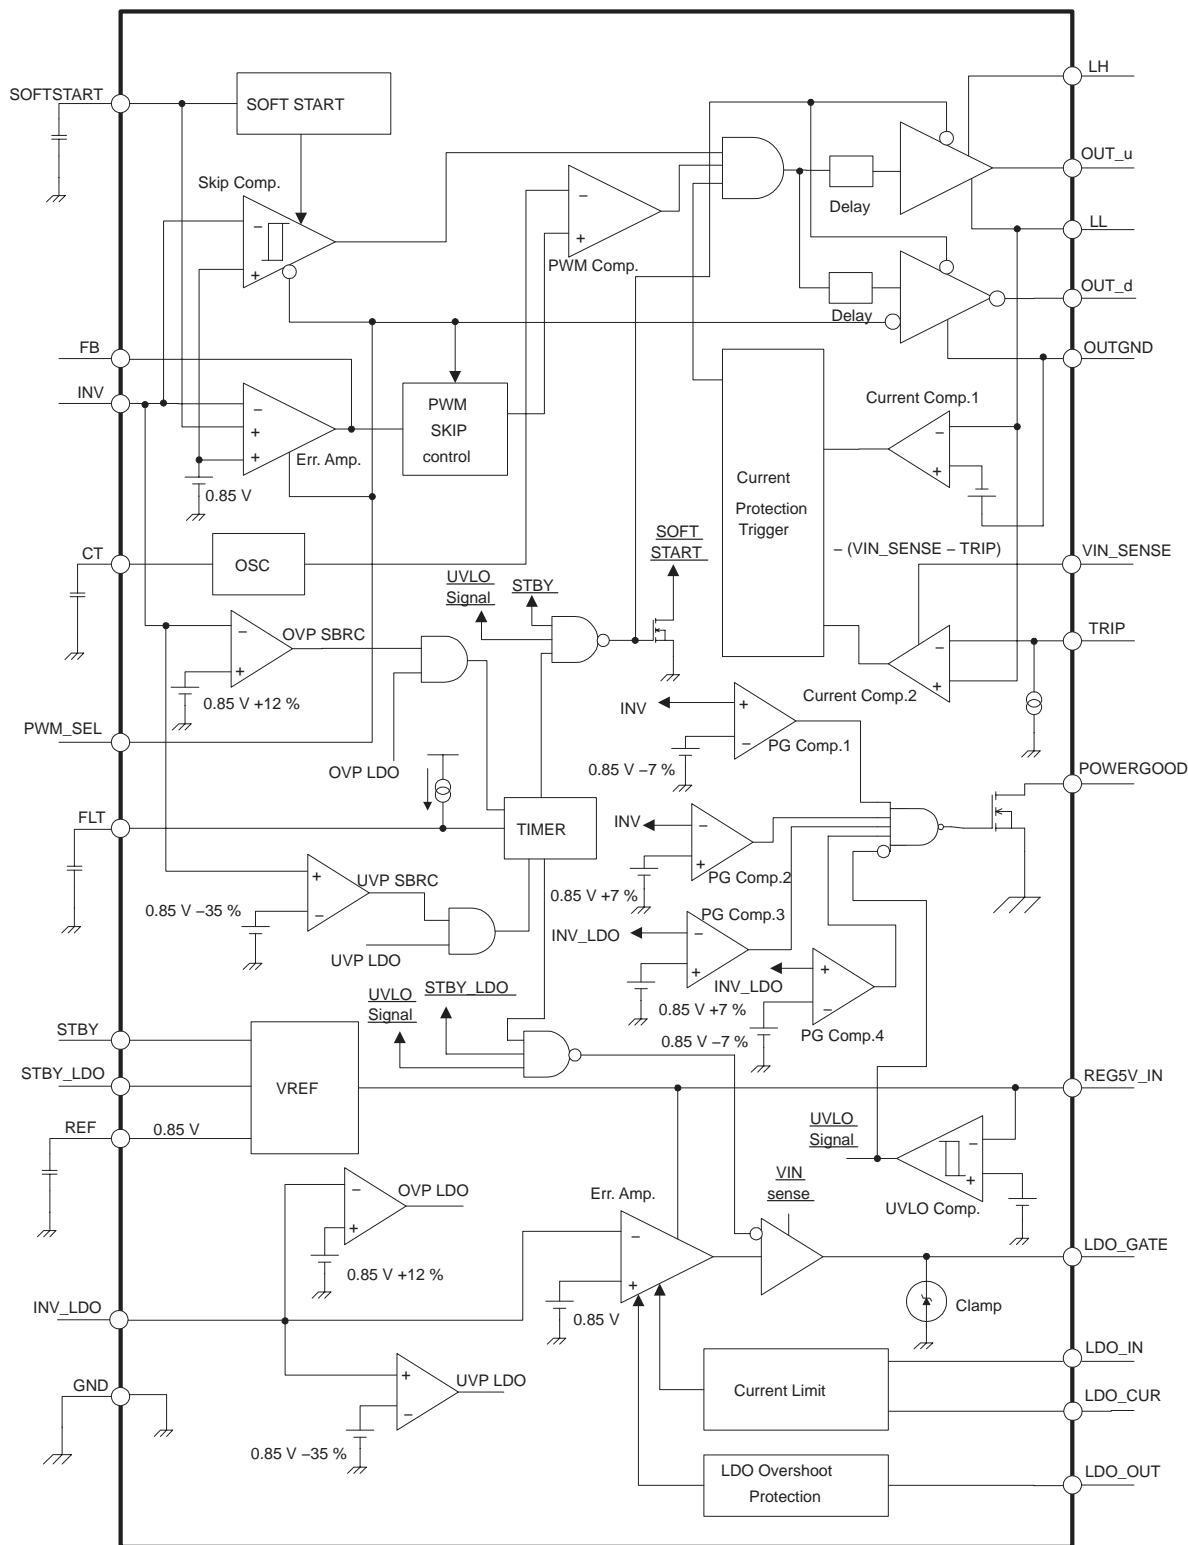 LH
SOFTSTART
SOFT START
OUT_u
Skip Comp.
−
+
−
+
Delay
LL
PWM Comp.
OUT_d
Delay
FB
OUTGND
INV
−
+
+
PWM
SKIP
control
Err. Amp.
0.85 V
Current Comp.1
−
+
Current
Protection
Trigger
SOFT
START
− (VIN_SENSE − TRIP)
VIN_SENSE
CT
OSC
UVLO
Signal
STBY
−
+
OVP SBRC
0.85 V +12 %
TRIP
−
+
Current Comp.2
INV
+
−
PG Comp.1
0.85 V −7 %
PWM_SEL
OVP LDO
POWERGOOD
FLT
TIMER
INV
−
+
PG Comp.2
0.85 V +7 %
+
−
UVP SBRC
0.85 V −35 %
UVP LDO
PG Comp.3
INV_LDO
−
+
0.85 V +7 %
INV_LDO
+
−
PG Comp.4
0.85 V −7 %
UVLO
Signal
STBY_LDO
STBY
STBY_LDO
VREF
REG5V_IN
REF
0.85 V
UVLO
Signal
−
+
UVLO Comp.
−
+
OVP LDO
0.85 V +12 %
Err. Amp.
−
+
0.85 V
VIN
sense
LDO_GATE
Clamp
INV_LDO
LDO_IN
GND
+
−
UVP LDO
0.85 V −35 %
Current Limit
LDO_CUR
LDO Overshoot
Protection
LDO_OUT